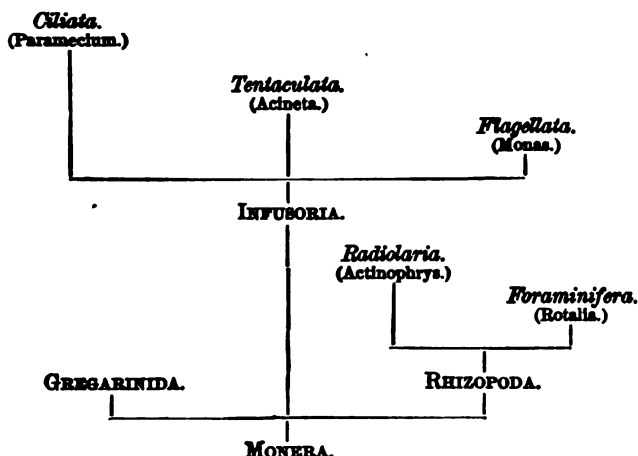 Ciliata.
(Paramecium.)
Tentaculata.
(Acineta.)
Flagellata.
(Monas.)
INFUSORIA.
Radiolaria.
(Actinophrys.)
Foraminifera.
(Rotalia.)
GREGARINIDA.
RHIZOPODA.
MONERA.